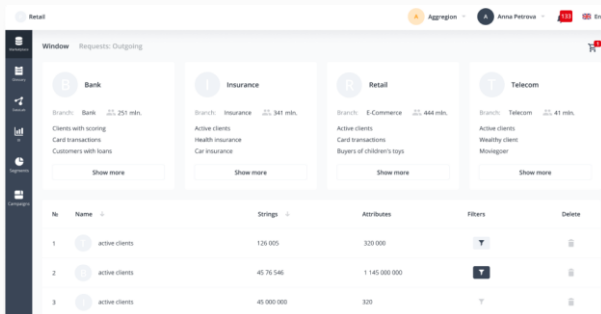 Retail
A Aggregion
A Anna Petrova
133
En
Window Requests: Outgoing
B Bank
I Insurance
R Retail
T Telecom
Branch: Bank 251 mln.
Branch: Insurance 341 mln.
Branch: E-Commerce 444 mln.
Branch: Telecom 41 mln.
Clients with scoring
Card transactions
Customers with loans
Active clients
Health insurance
Car insurance
Active clients
Card transactions
Buyers of children's toys
Active clients
Wealthy client
Moviegoer
Show more
Show more
Show more
Show more
Glossary
Segments
Campaigns
№ Name Strings Attributes Filters Delete
1 active clients 126 005 320 000
2 active clients 45 76 546 1 145 000 000
3 active clients 45 000 000 320